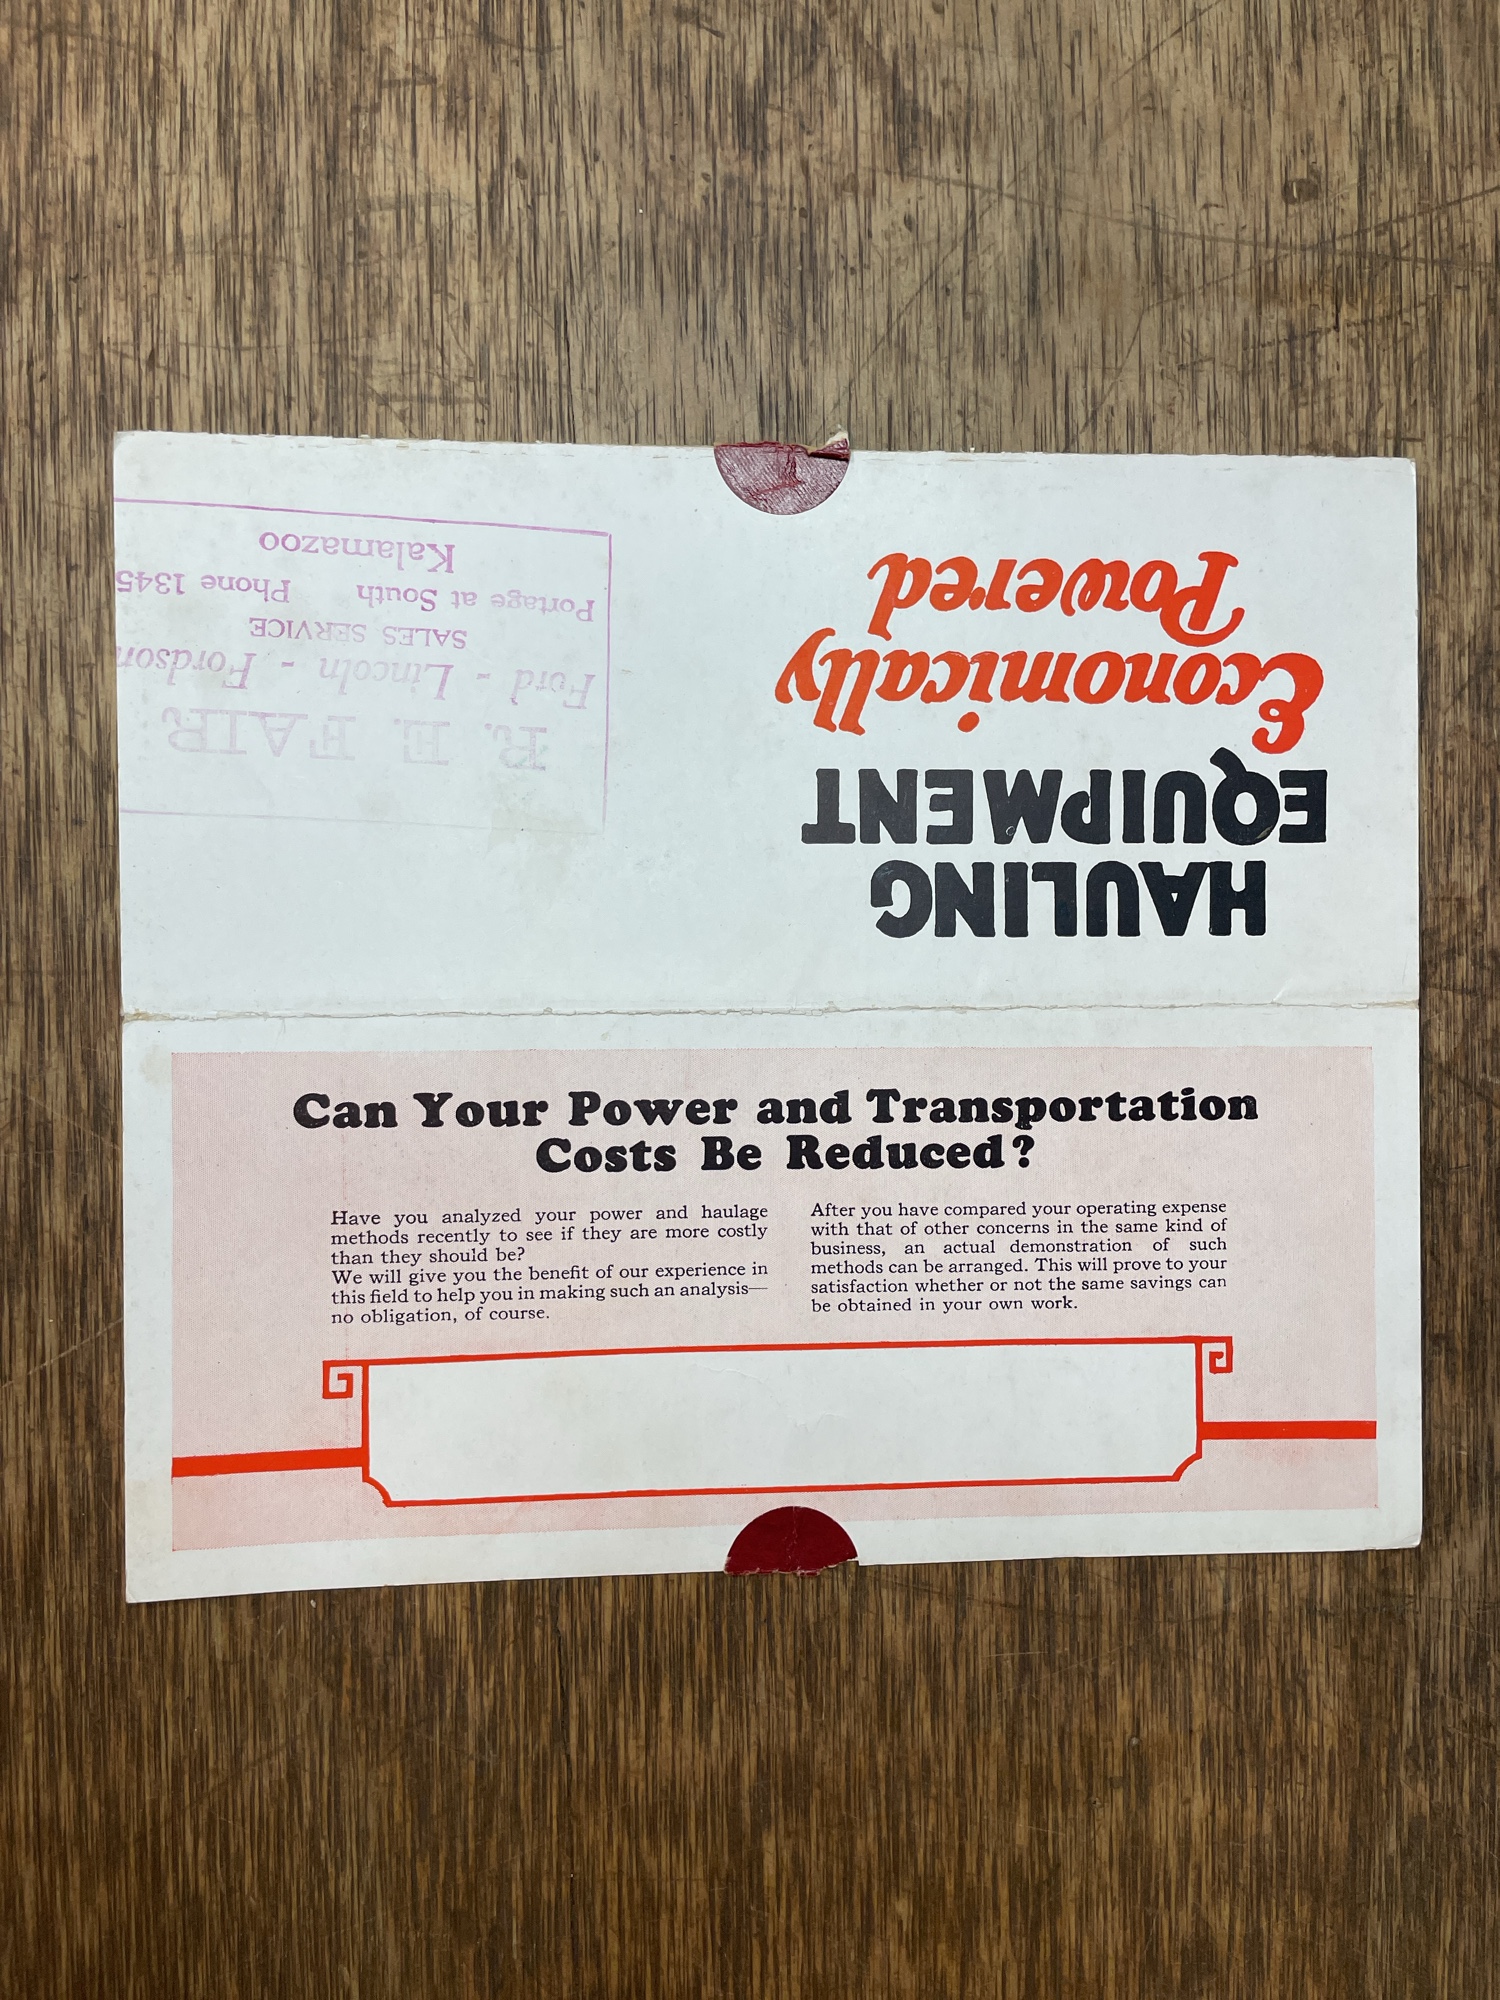 HAULING
EQUIPMENT
Economically
Powered
R. E. FAIR
Ford - Lincoln - Fordson
SALES SERVICE
Portage at South Phone 1345
Kalamazoo
Can Your Power and Transportation
Costs Be Reduced?
Have you analyzed your power and haulage
methods recently to see if they are more costly
than they should be?
We will give you the benefit of our experience in
this field to help you in making such an analysis—
no obligation, of course.
After you have compared your operating expense
with that of other concerns in the same kind of
business, an actual demonstration of such
methods can be arranged. This will prove to your
satisfaction whether or not the same savings can
be obtained in your own work.